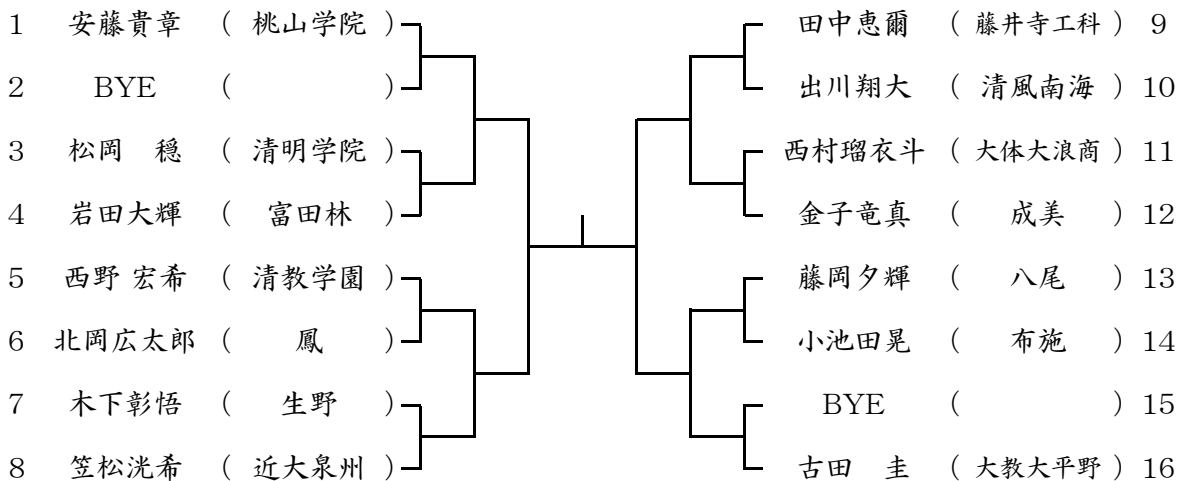 1 安藤貴章 ( 桃山学院 ) 田中恵爾 ( 藤井寺工科 ) 9
2 BYE ( ) 出川翔大 ( 清風南海 ) 10
3 松岡　穏 ( 清明学院 ) 西村瑠衣斗 ( 大体大浪商 ) 11
4 岩田大輝 ( 富田林 ) 金子竜真 ( 成美 ) 12
5 西野 宏希 ( 清教学園 ) 藤岡夕輝 ( 八尾 ) 13
6 北岡広太郎 ( 鳳 ) 小池田晃 ( 布施 ) 14
7 木下彰悟 ( 生野 ) BYE ( ) 15
8 笠松洸希 ( 近大泉州 ) 古田　圭 ( 大教大平野 ) 16